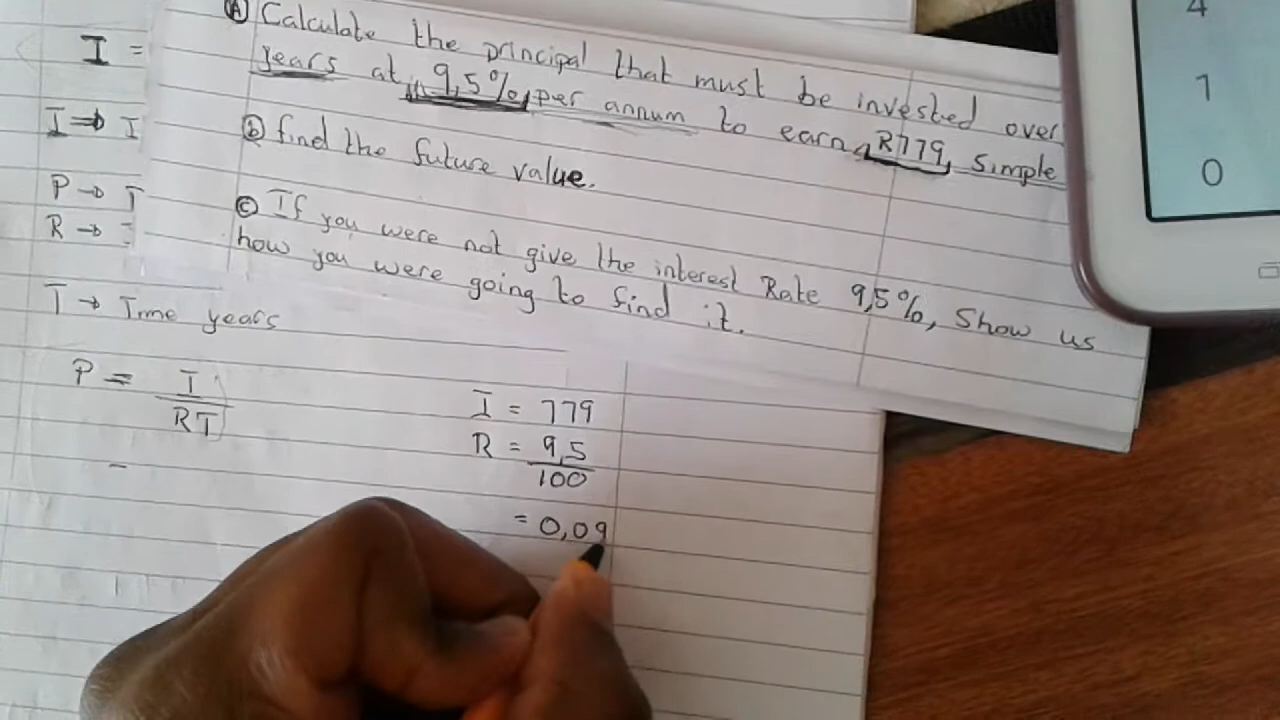 Ⓐ Calculate the principal that must be invested over
years at 9,5% per annum to earn R779, Simple
ⓑ find the future value.
Ⓒ If you were not give the interest Rate 9,5%, Show us
how you were going to find it.
I =
I → I
P →
R →
T → Time years
P = I
RT
I = 779
R = 9,5
100
= 0,09
4
1
0